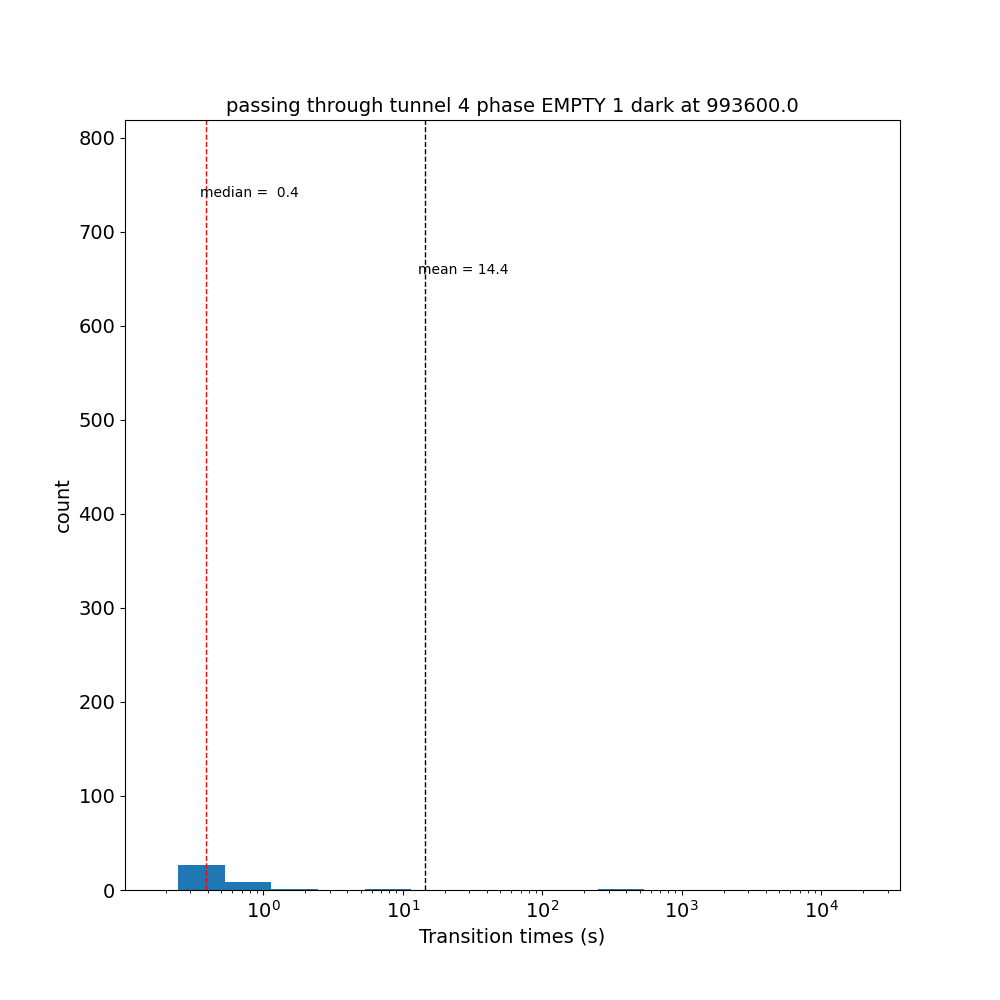 passing through tunnel 4 phase EMPTY 1 dark at 993600.0
800
median =  0.4
700
mean = 14.4
600
500
count
400
300
200
100
0
10⁰ 10¹ 10² 10³ 10⁴
Transition times (s)